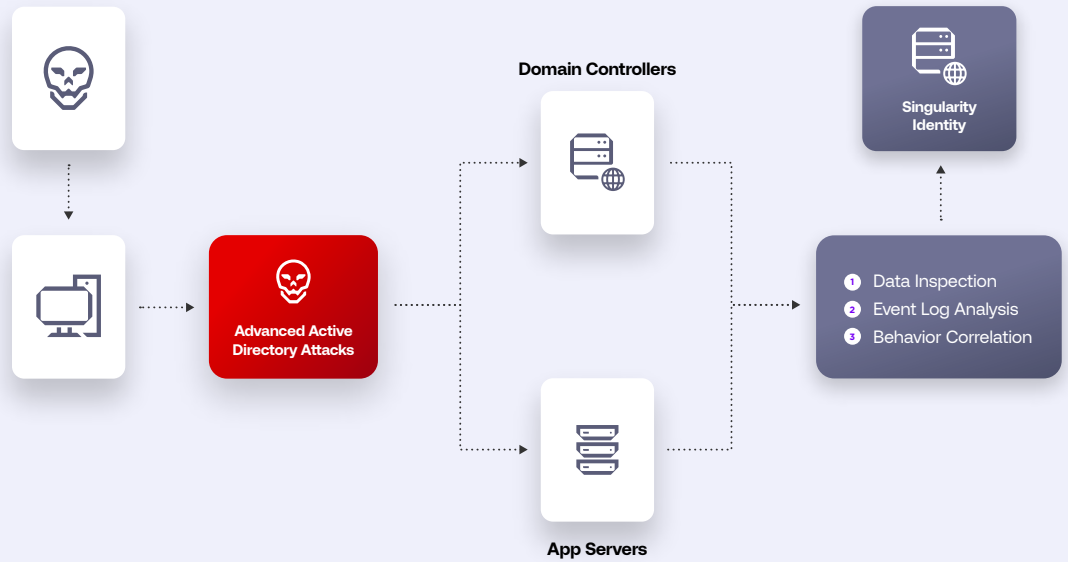 Domain Controllers
Singularity
Identity
Advanced Active
Directory Attacks
1 Data Inspection
2 Event Log Analysis
3 Behavior Correlation
App Servers